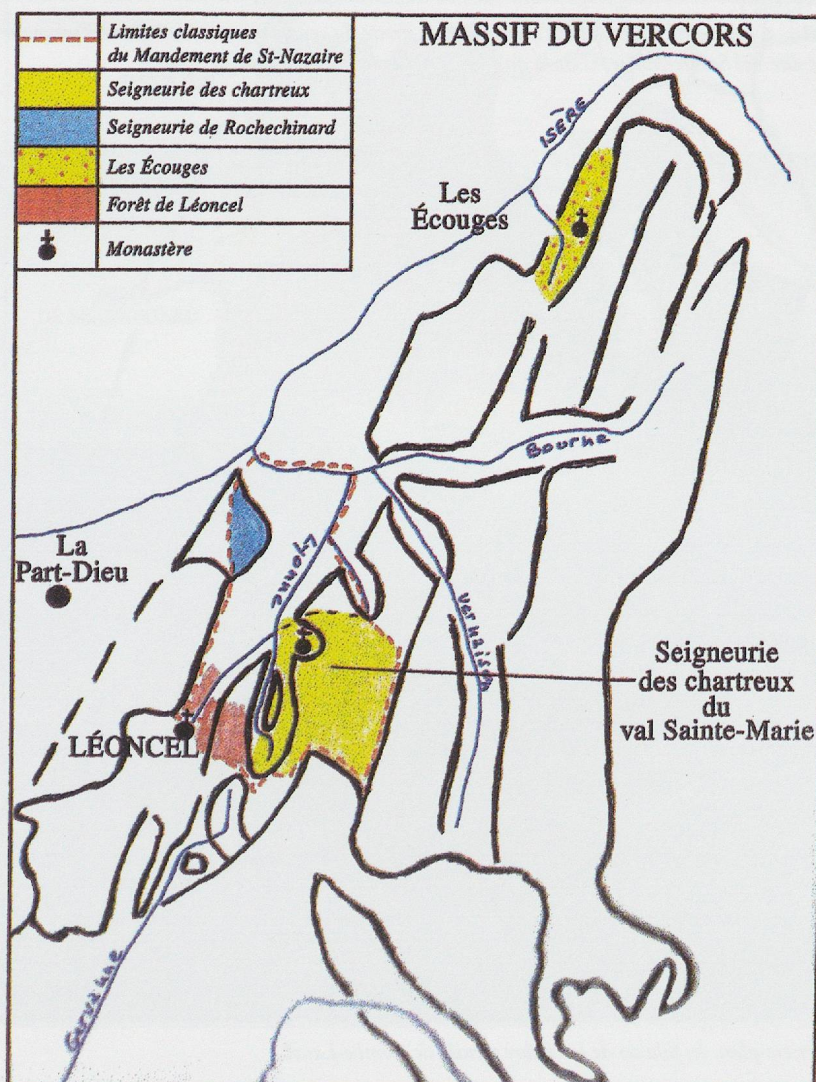 MASSIF DU VERCORS
Limites classiques
du Mandement de St-Nazaire
Seigneurie des chartreux
Seigneurie de Rochechinard
Les Écouges
Forêt de Léoncel
Monastère
ISÈRE
Les
Écouges
Bourne
La
Part-Dieu
Lyonne
Vernaison
Seigneurie
des chartreux
du
val Sainte-Marie
LÉONCEL
Gervanne